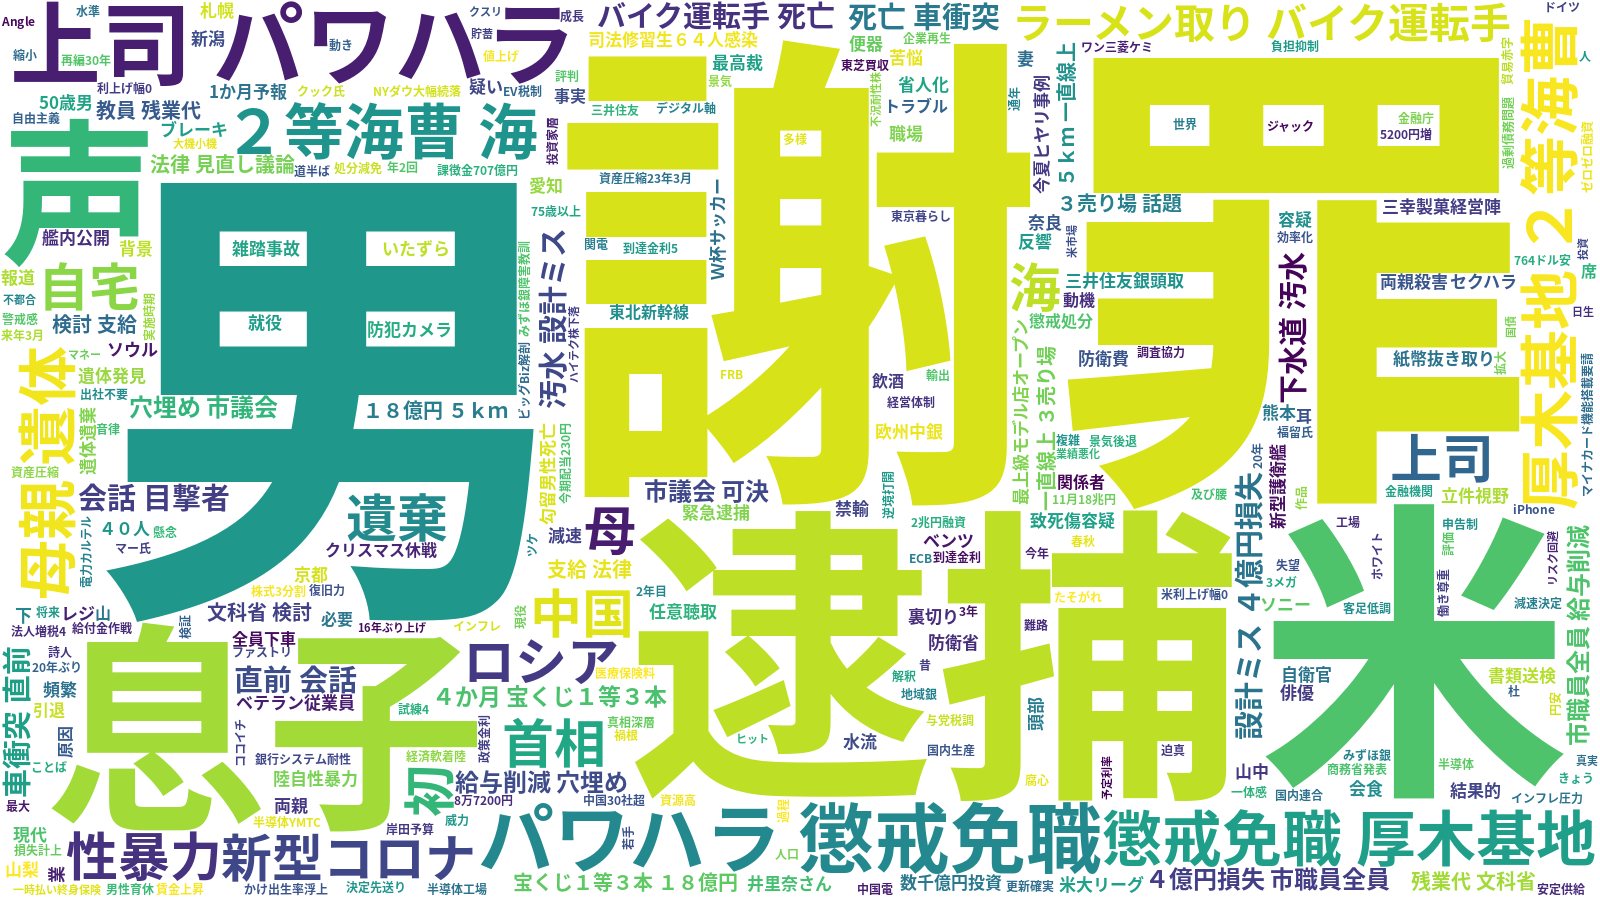 Angle
水準
縮小
再編30年
上司 パワハラ
札幌
新潟
動き
クスリ
貯蓄
値上げ
成長
利上げ幅0
バイク運転手 死亡
死亡 車衝突
ラーメン取り バイク運転手
ドイツ
司法修習生６４人感染
便器
企業再生
苦悩
東芝買収
最高裁
景気
評判
事実
三井住友
デジタル軸
省人化
トラブル
不況耐性株
職場
妻
通年
今夏ヒヤリ事例
５ｋｍ 一直線上
ワン三菱ケミ
負担抑制
貿易赤字
過剰債務問題
人
ゼロゼロ融資
２等海曹
50歳男
教員 残業代
1か月予報
クック氏
NYダウ大幅続落
疑い
EV税制
自由主義
ブレーキ
大機小機
２等海曹 海
法律 見直し議論
道半ば
処分減免
年2回
課徴金707億円
投資家層
愛知
75歳以上
声
男
謝罪
多様
世界
ジャック
金融庁
5200円増
資産圧縮23年3月
W杯サッカー
東京暮らし
関電
到達金利5
奈良
反響
米市場
３売り場 話題
容疑
効率化
三幸製菓経営陣
764ドル安
投資
席
艦内公開
背景
雑踏事故
いたずら
就役
防犯カメラ
みずほ銀障害教訓
汚水 設計ミス
ハイテク株下落
ビッグBiz解剖
報道
自宅
不都合
警戒感
来年3月
検討 支給
実施時期
東北新幹線
海
動機
懲戒処分
三井住友銀頭取
下水道 汚水
両親殺害 セクハラ
日生
国債
拡大
マネー
ソウル
遺体発見
出社不要
遺体
遺体遺棄
音律
穴埋め 市議会
１８億円 ５ｋｍ
FRB
飲酒
輸出
経営体制
欧州中銀
最上級モデル店オープン
一直線上 ３売り場
防衛費
調査協力
紙幣抜き取り
熊本
耳
福留氏
複雑
景気後退
業績悪化
マイナカード機能搭載要請
厚木基地 ２等海曹
資産圧縮
母親
会話 目撃者
４０人
懸念
マー氏
電力カルテル
遺棄
クリスマス休戦
勾留男性死亡
今期配当230円
ツケ
市議会 可決
緊急逮捕
減速
母
禁輸
逆境打開
2兆円融資
ベンツ
ECB
到達金利
関係者
11月18兆円
致死傷容疑
春秋
20年
新型護衛艦
作品
及び腰
上司
金融機関
立件視野
iPhone
京都
株式3分割
復旧力
支給 法律
現役
中国
2年目
任意聴取
逮捕
今年
たそがれ
米利上げ幅0
設計ミス ４億円損失
工場
失望
3メガ
ソニー
ホワイト
申告制
評価
働き尊重
客足低調
リスク回避
減速決定
市職員全員 給与削減
米
下
将来
レジ
山
法人増税4
給付金作戦
検証
文科省 検討
必要
16年ぶり上げ
インフレ
詩人
20年ぶり
頻繁
引退
原因
ことば
最大
車衝突 直前
全員下車
ファストリ
直前 会話
ベテラン従業員
試練4
ココイチ
銀行システム耐性
陸自性暴力
両親
半導体YMTC
息子
ロシア
医療保険料
４か月 宝くじ１等３本
経済軟着陸
政策金利
首相
真相深層
禍根
ヒット
初
給与削減 穴埋め
8万7200円
威力
中国30社超
資源高
岸田予算
裏切り
3年
難路
防衛省
昔
解釈
地域銀
与党税調
水流
国内生産
頭部
腐心
予定利率
迫真
自衛官
俳優
書類送検
杜
円安
山中
一体感
国内連合
みずほ銀
商務省発表
会食
半導体
結果的
真実
きょう
インフレ圧力
現代
損失計上
山梨
業
性暴力
新型コロナ
パワハラ
若手
過程
人口
懲戒免職
懲戒免職 厚木基地
一時払い終身保険
男性育休
賃金上昇
かけ出生率浮上
決定先送り
半導体工場
宝くじ１等３本 １８億円
井里奈さん
中国電
数千億円投資
更新確実
米大リーグ
４億円損失 市職員全員
残業代 文科省
安定供給